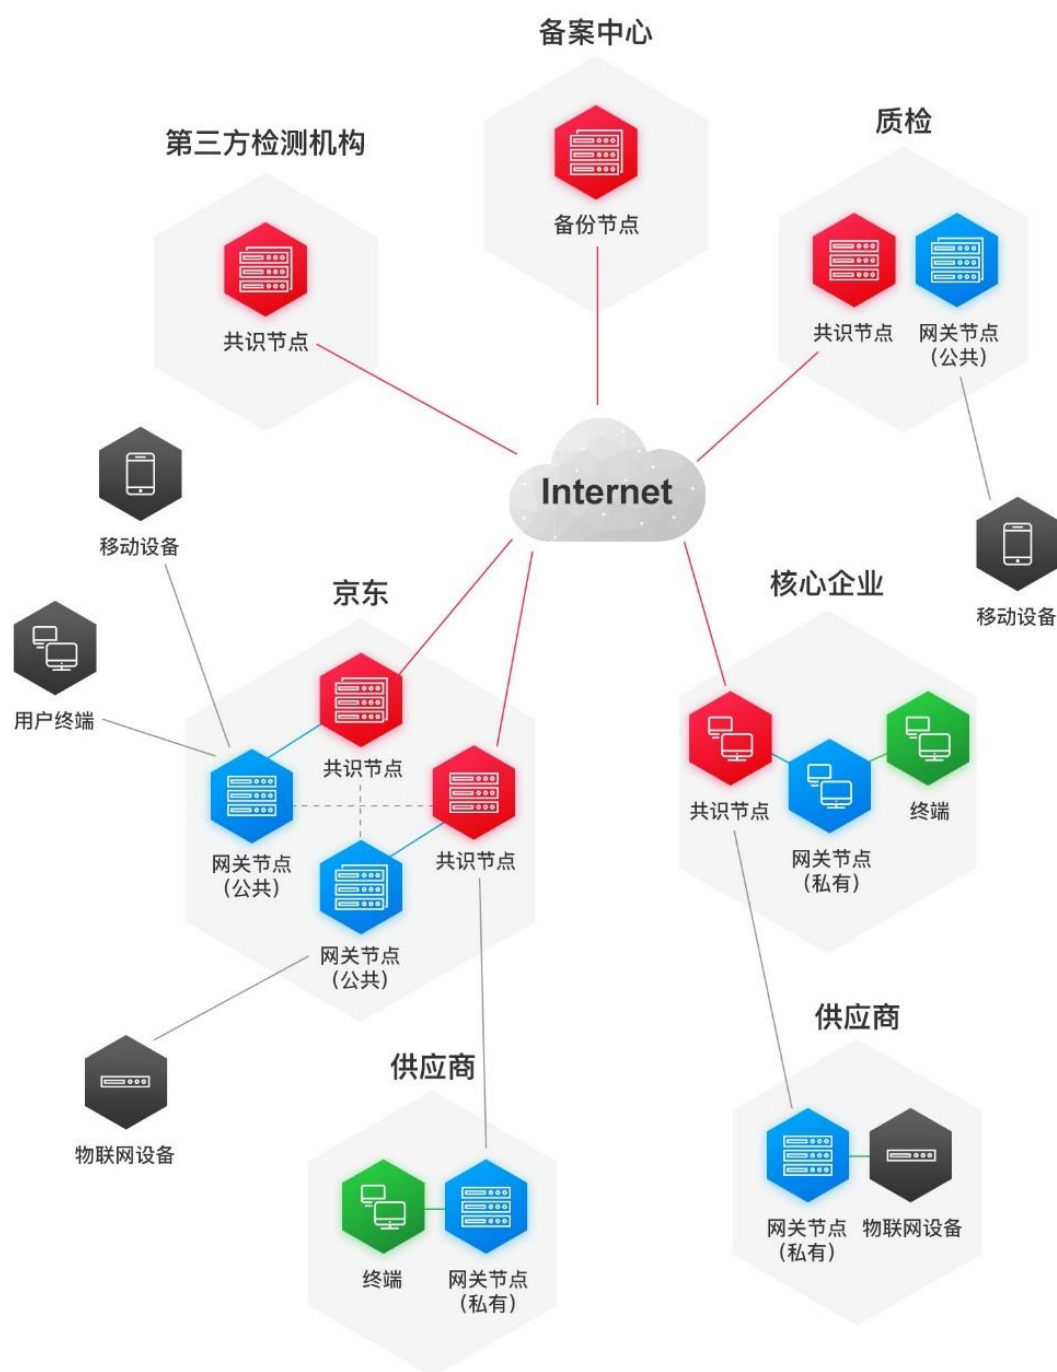 备案中心
备份节点
第三方检测机构
共识节点
质检
共识节点
网关节点
(公共)
Internet
移动设备
移动设备
用户终端
京东
共识节点
网关节点
(公共)
共识节点
网关节点
(公共)
核心企业
共识节点
网关节点
(私有)
终端
物联网设备
供应商
终端
网关节点
(私有)
供应商
网关节点
(私有)
物联网设备